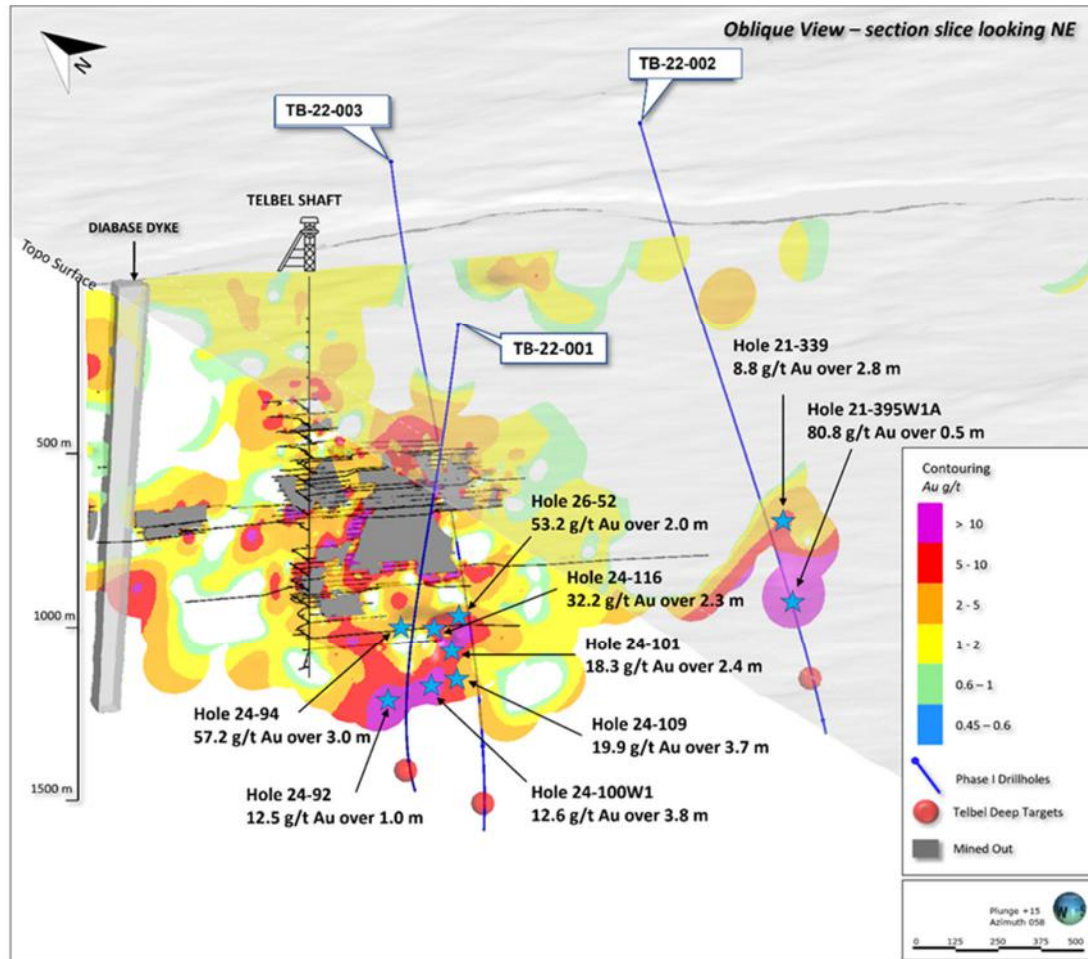 Oblique View – section slice looking NE
N
TB-22-002
TB-22-003
TELBEL SHAFT
DIABASE DYKE
Topo Surface
TB-22-001
Hole 21-339
8.8 g/t Au over 2.8 m
Hole 21-395W1A
80.8 g/t Au over 0.5 m
500 m
Hole 26-52
53.2 g/t Au over 2.0 m
Hole 24-116
32.2 g/t Au over 2.3 m
1000 m
Hole 24-101
18.3 g/t Au over 2.4 m
Hole 24-94
57.2 g/t Au over 3.0 m
Hole 24-109
19.9 g/t Au over 3.7 m
1500 m
Hole 24-92
12.5 g/t Au over 1.0 m
Hole 24-100W1
12.6 g/t Au over 3.8 m
Contouring
Au g/t
> 10
5 - 10
2 - 5
1 - 2
0.6 – 1
0.45 – 0.6
Phase I Drillholes
Telbel Deep Targets
Mined Out
Plunge +15
Azimuth 058
W S
0 125 250 375 500